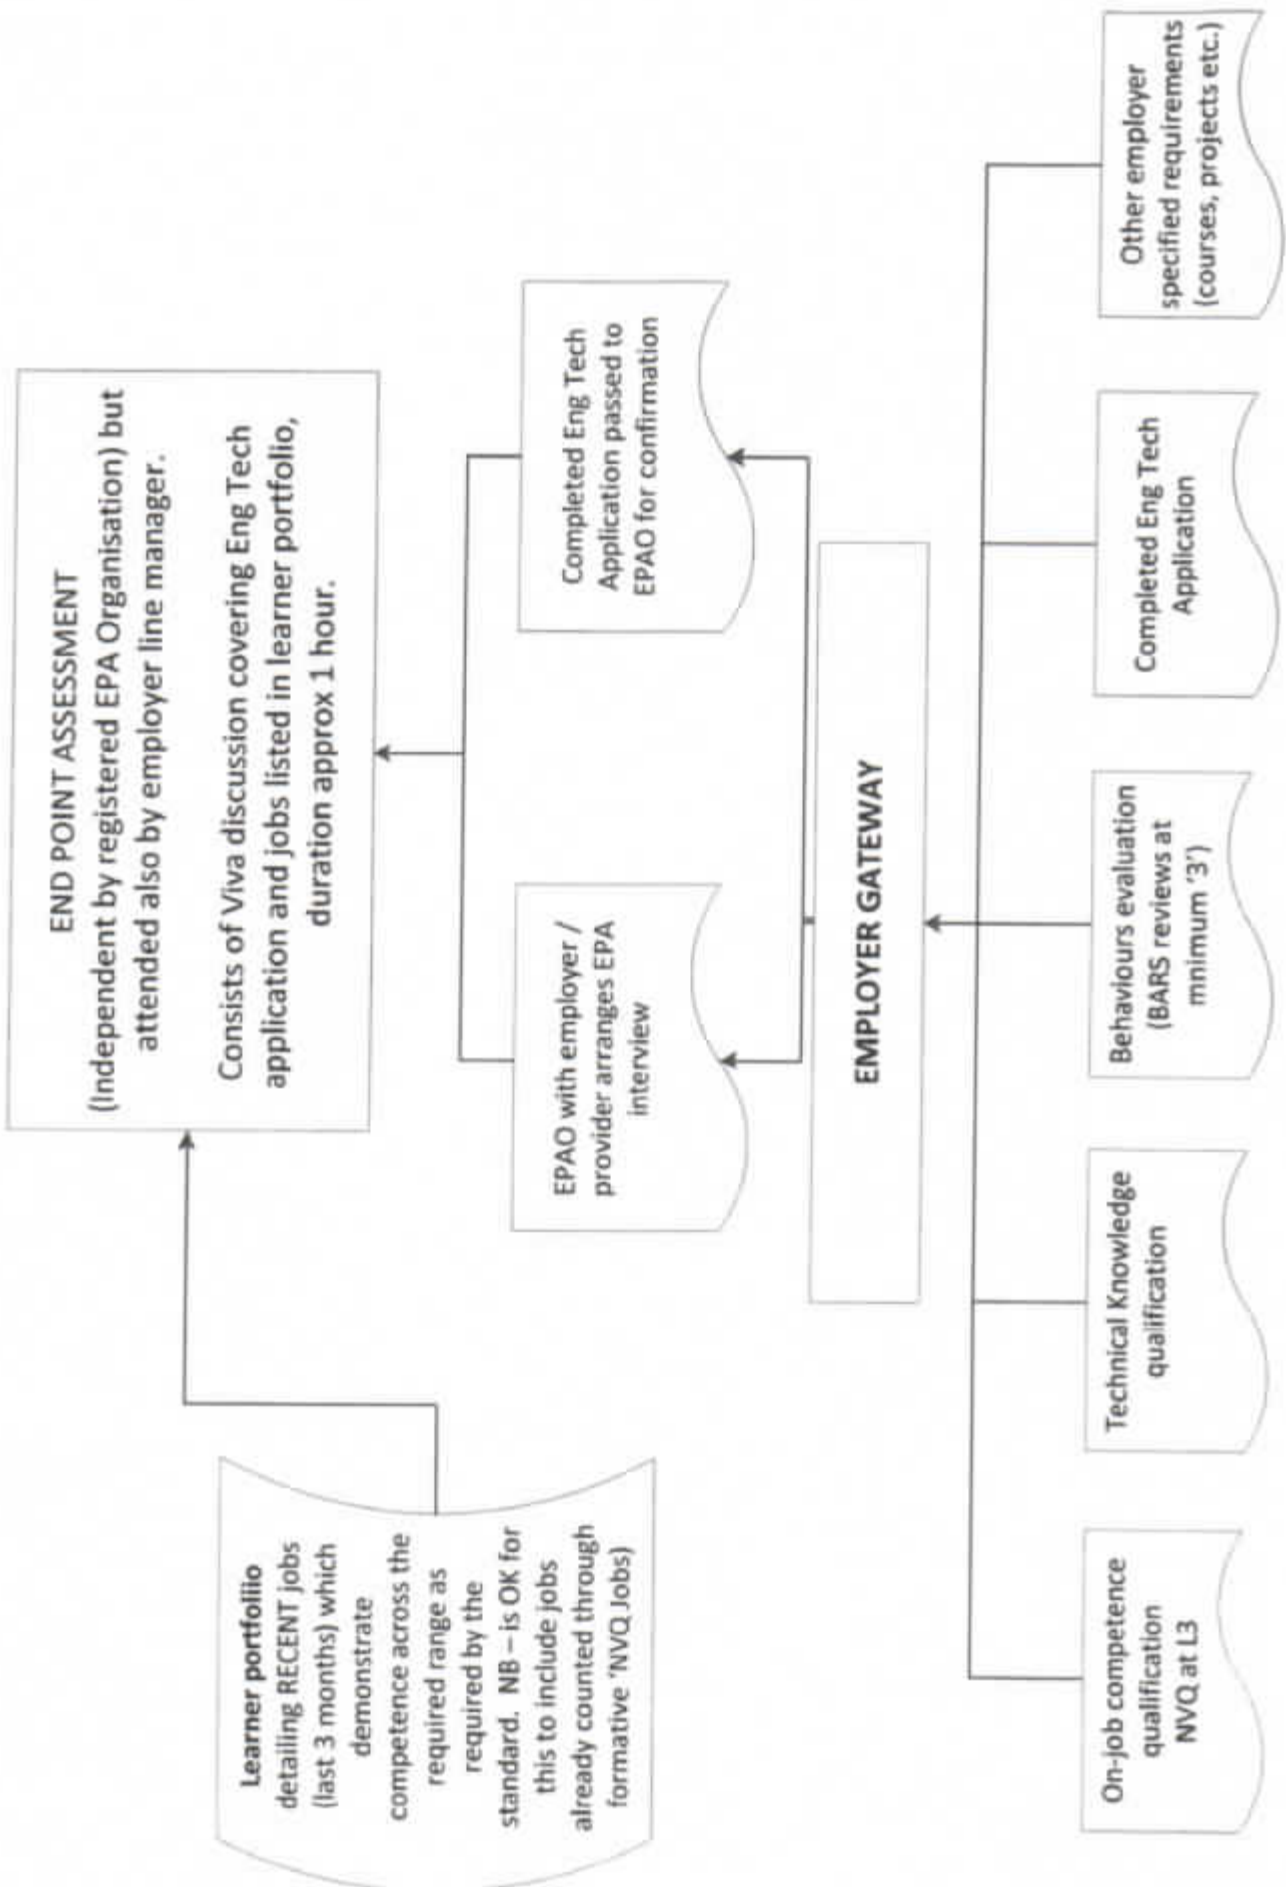 END POINT ASSESSMENT
(Independent by registered EPA Organisation) but
attended also by employer line manager.
Consists of Viva discussion covering Eng Tech
application and jobs listed in learner portfolio,
duration approx 1 hour.
Learner portfoliio
detailing RECENT jobs
(last 3 months) which
demonstrate
competence across the
required range as
required by the
standard. NB – is OK for
this to include jobs
already counted through
formative 'NVQ Jobs)
EPAO with employer /
provider arranges EPA
interview
Completed Eng Tech
Application passed to
EPAO for confirmation
EMPLOYER GATEWAY
On-job competence
qualification
NVQ at L3
Technical Knowledge
qualification
Behaviours evaluation
(BARS reviews at
mnimum '3')
Completed Eng Tech
Application
Other employer
specified requirements
(courses, projects etc.)